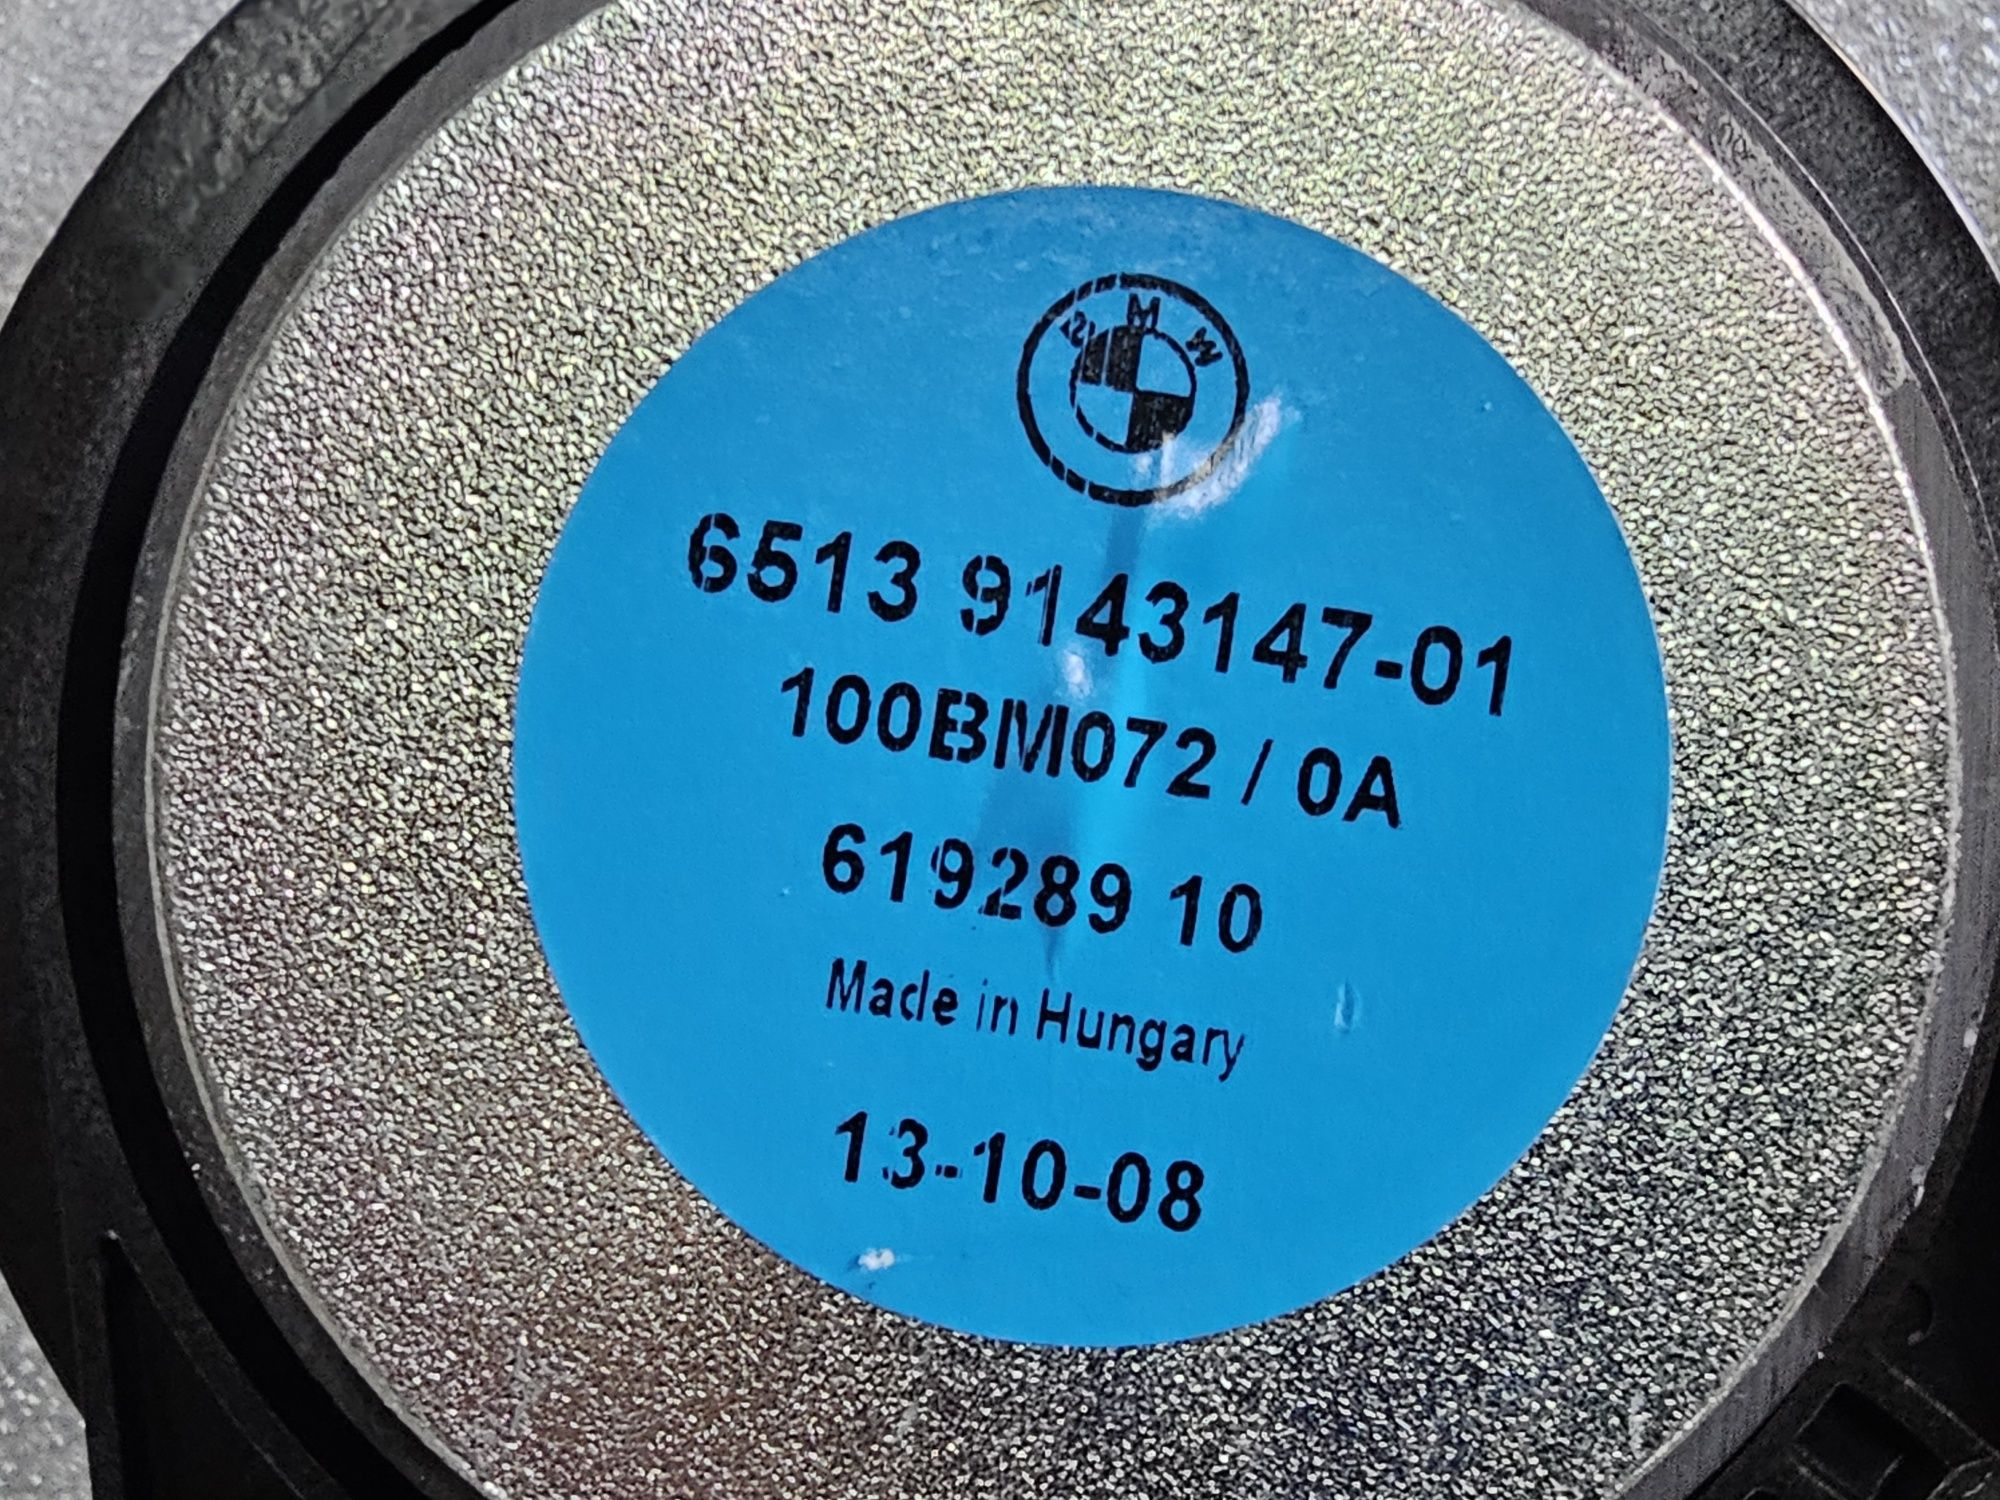 BMW
6513 9143147-01
100BM072 / 0A
619289 10
Made in Hungary
13-10-08